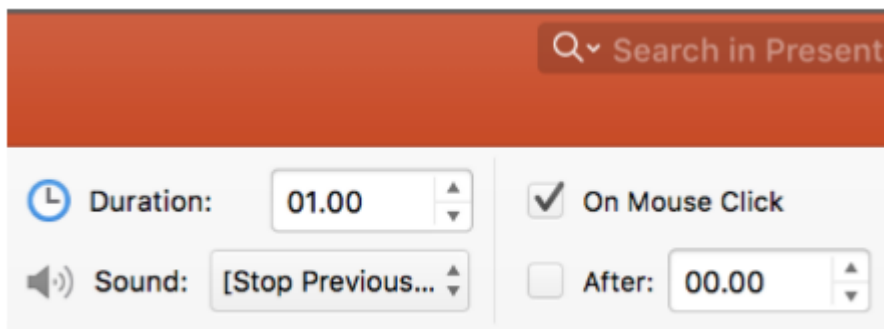 Search in Present
Duration: 01.00
On Mouse Click
Sound: [Stop Previous...
After: 00.00